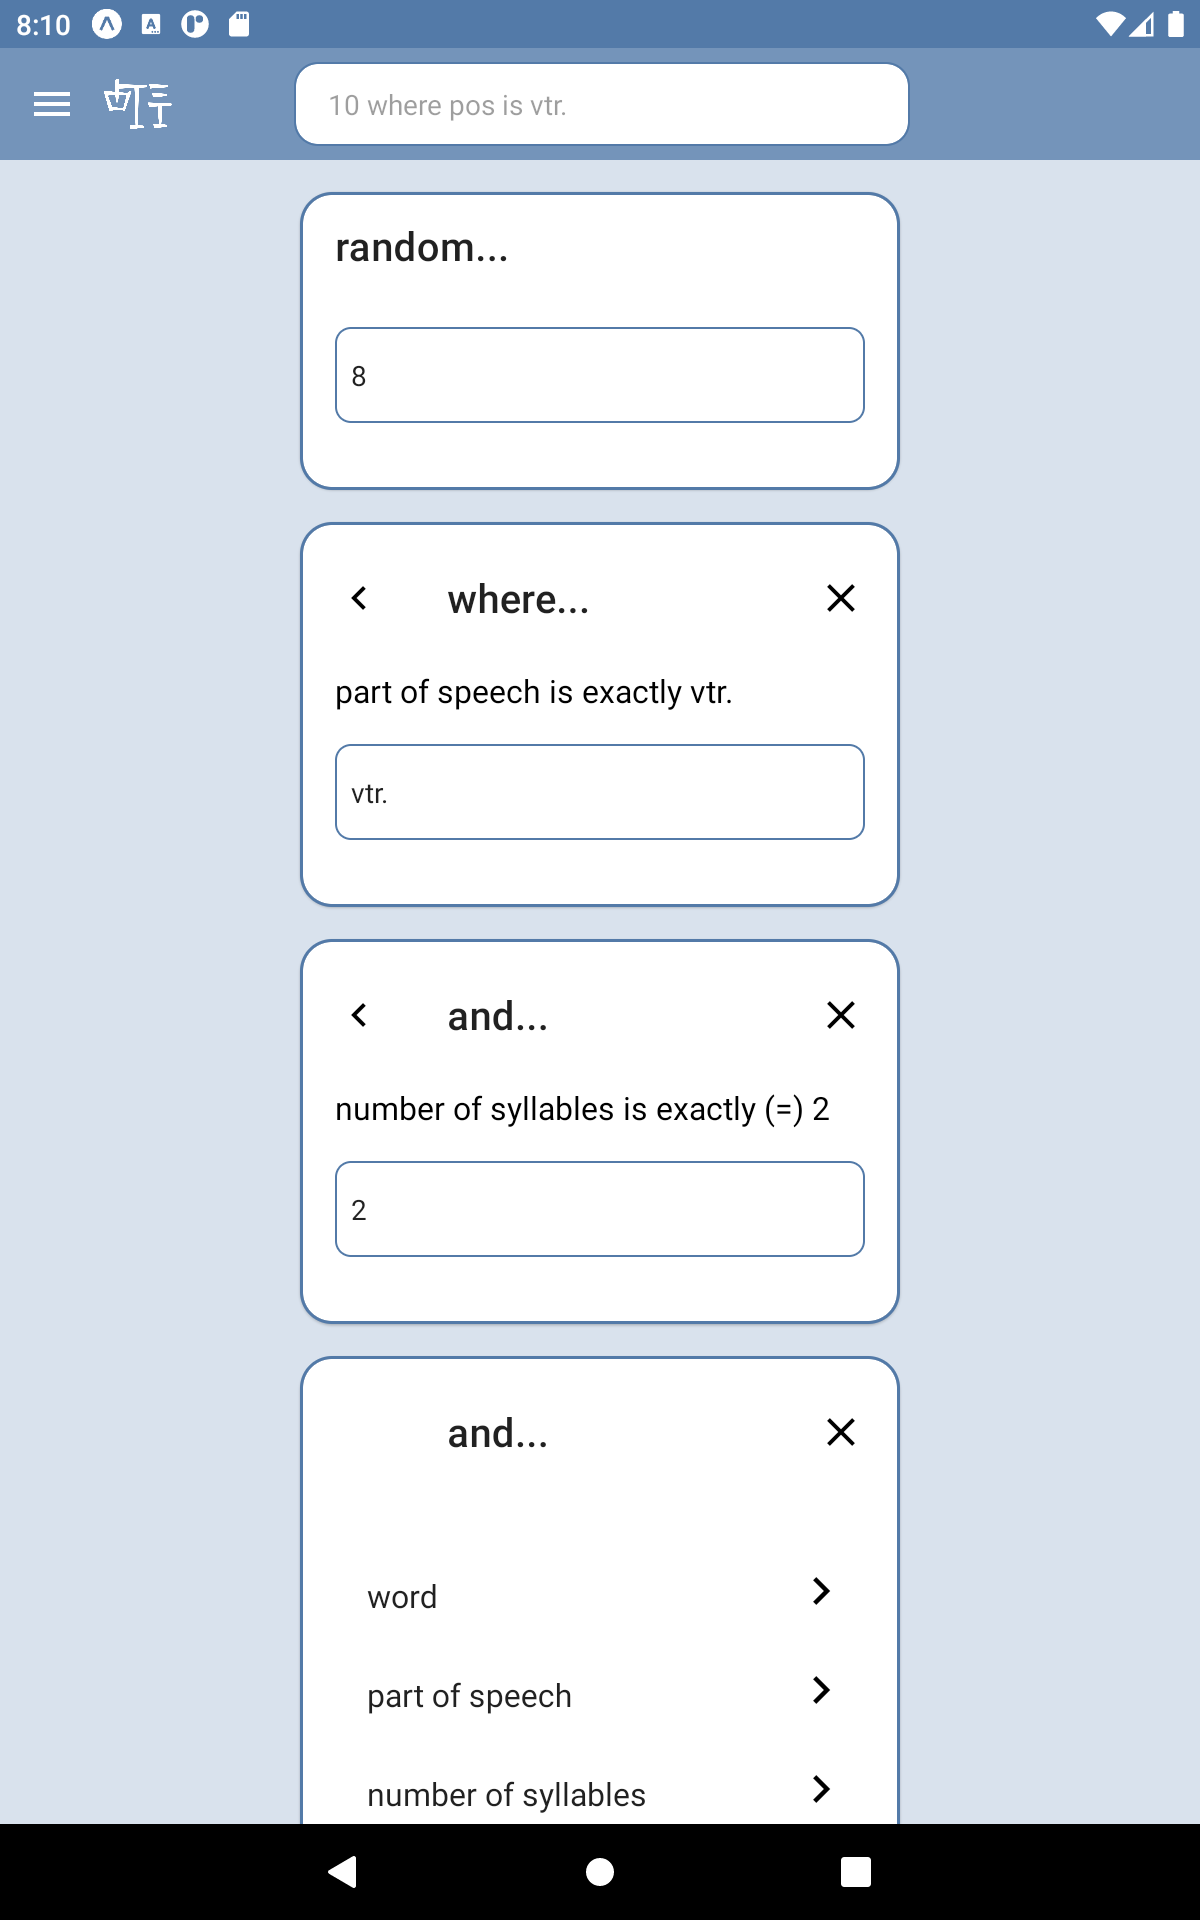 8:10
10 where pos is vtr.
random...
8
where...
part of speech is exactly vtr.
vtr.
and...
number of syllables is exactly (=) 2
2
and...
word
part of speech
number of syllables